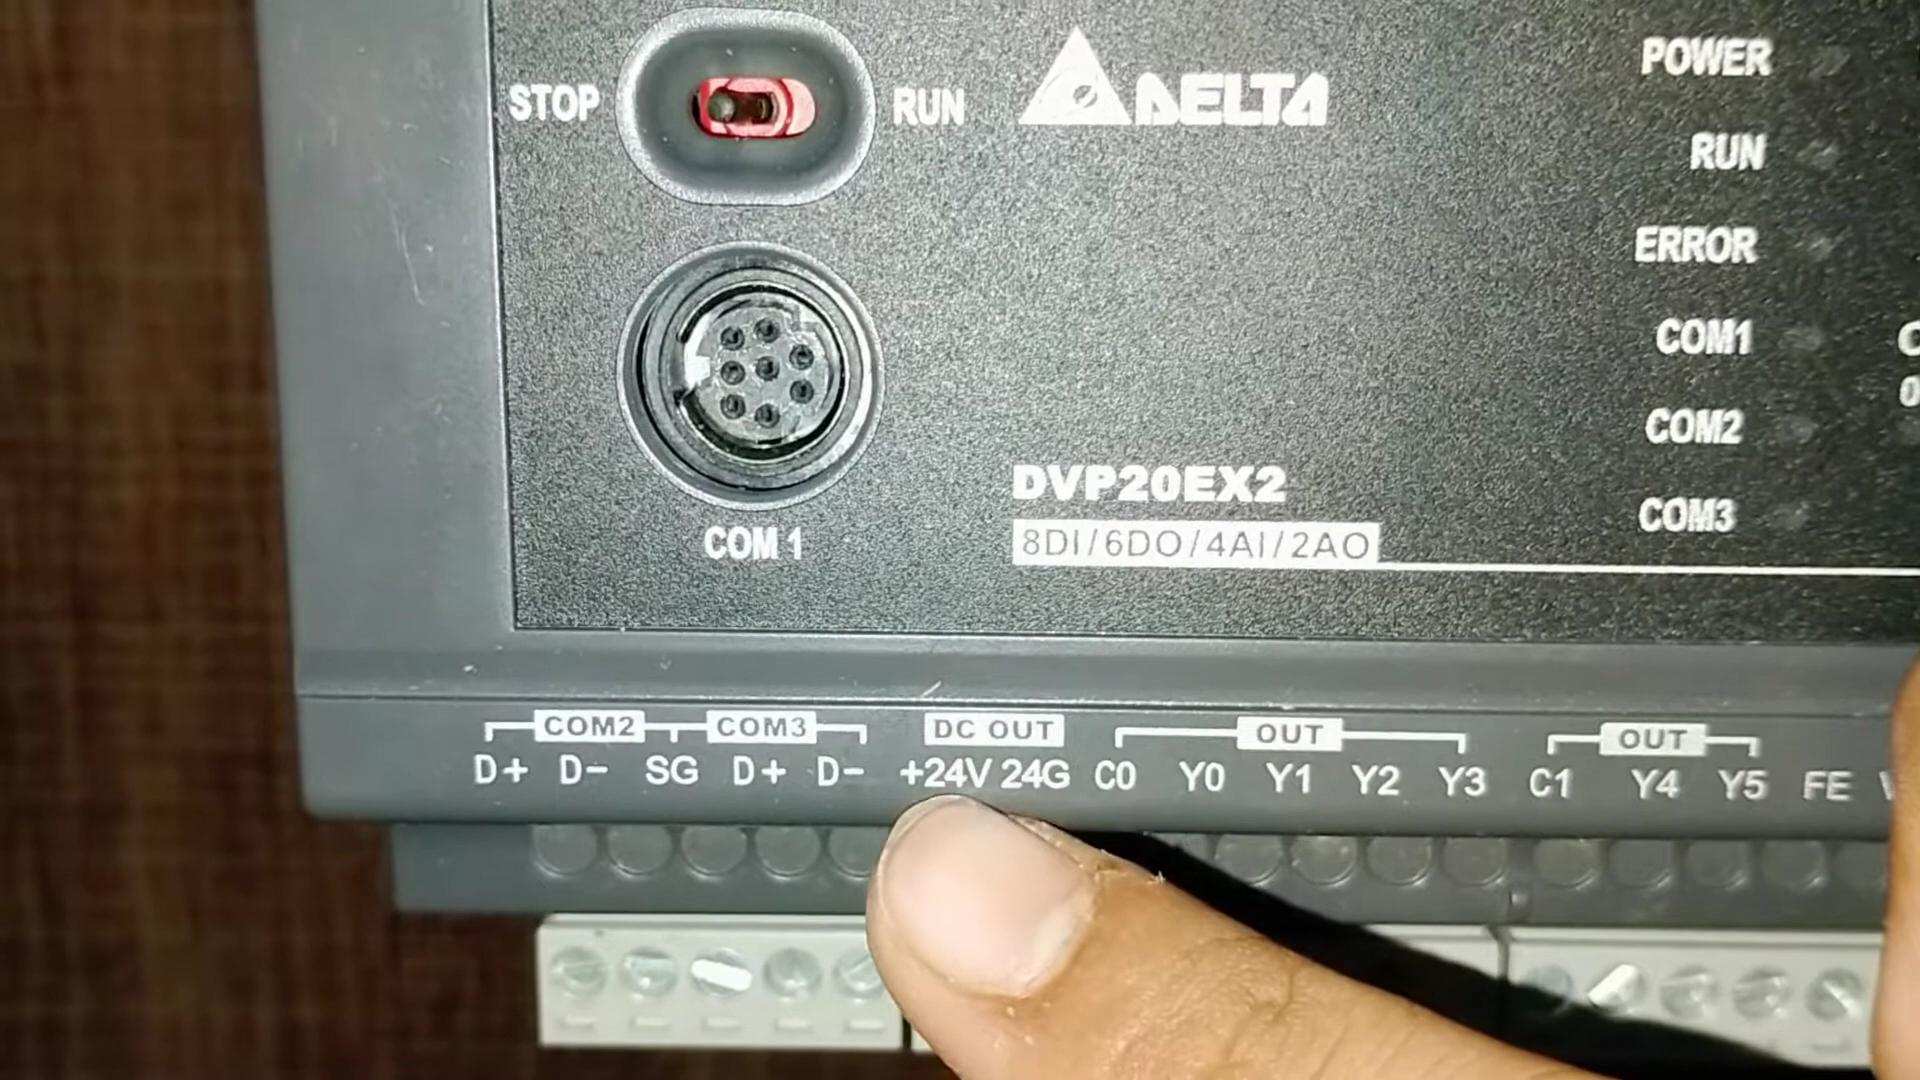 STOP
RUN
DELTA
POWER
RUN
ERROR
COM1
COM2
COM3
COM 1
DVP20EX2
8DI/6DO/4AI/2AO
COM2 COM3 DC OUT OUT OUT
D+ D- SG D+ D- +24V 24G C0 Y0 Y1 Y2 Y3 C1 Y4 Y5 FE